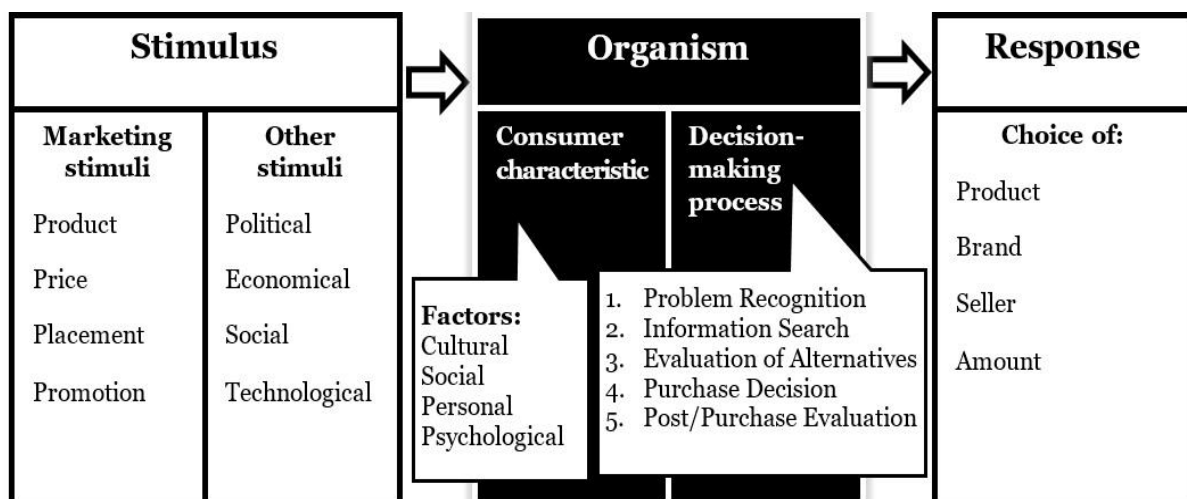 Stimulus
Marketing
stimuli
Product
Price
Placement
Promotion
Other
stimuli
Political
Economical
Social
Technological
Organism
Consumer
characteristic
Factors:
Cultural
Social
Personal
Psychological
Decision-
making
process
1. Problem Recognition
2. Information Search
3. Evaluation of Alternatives
4. Purchase Decision
5. Post/Purchase Evaluation
Response
Choice of:
Product
Brand
Seller
Amount